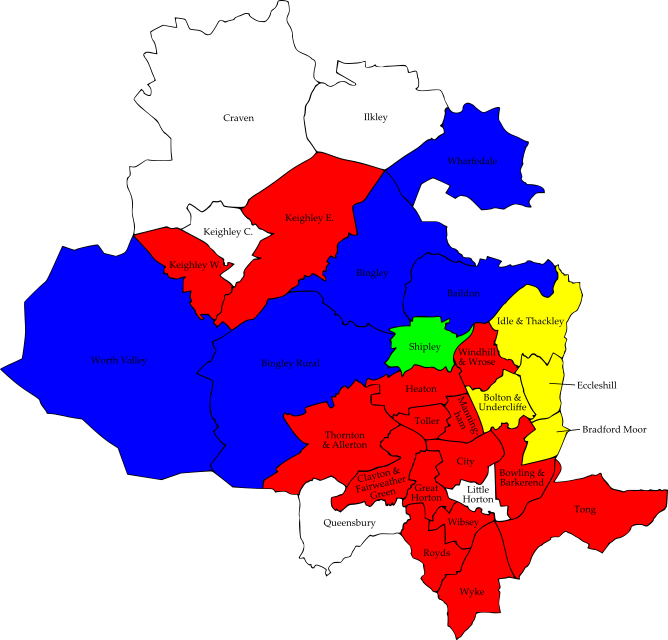 Craven
Ilkley
Wharfedale
Keighley E.
Keighley C.
Keighley W.
Bingley
Baildon
Idle & Thackley
Worth Valley
Bingley Rural
Shipley
Windhill
& Wrose
Eccleshill
Heaton
Bolton &
Undercliffe
Manning-
ham
Toller
Bradford Moor
Thornton
& Allerton
City
Clayton &
Fairweather
Green
Bowling &
Barkerend
Great
Horton
Little
Horton
Queensbury
Wibsey
Tong
Royds
Wyke